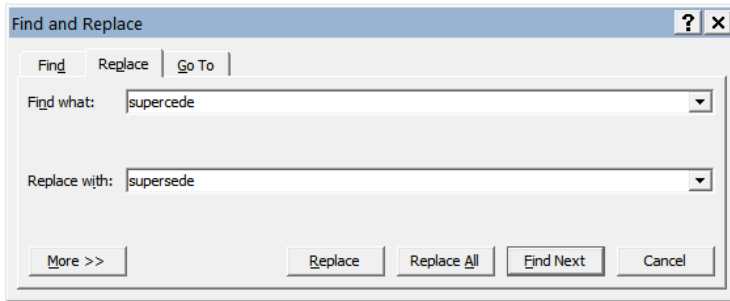 Find and Replace ? x
Find Replace Go To
Find what: supercede
Replace with: supersede
More >> Replace Replace All Find Next Cancel